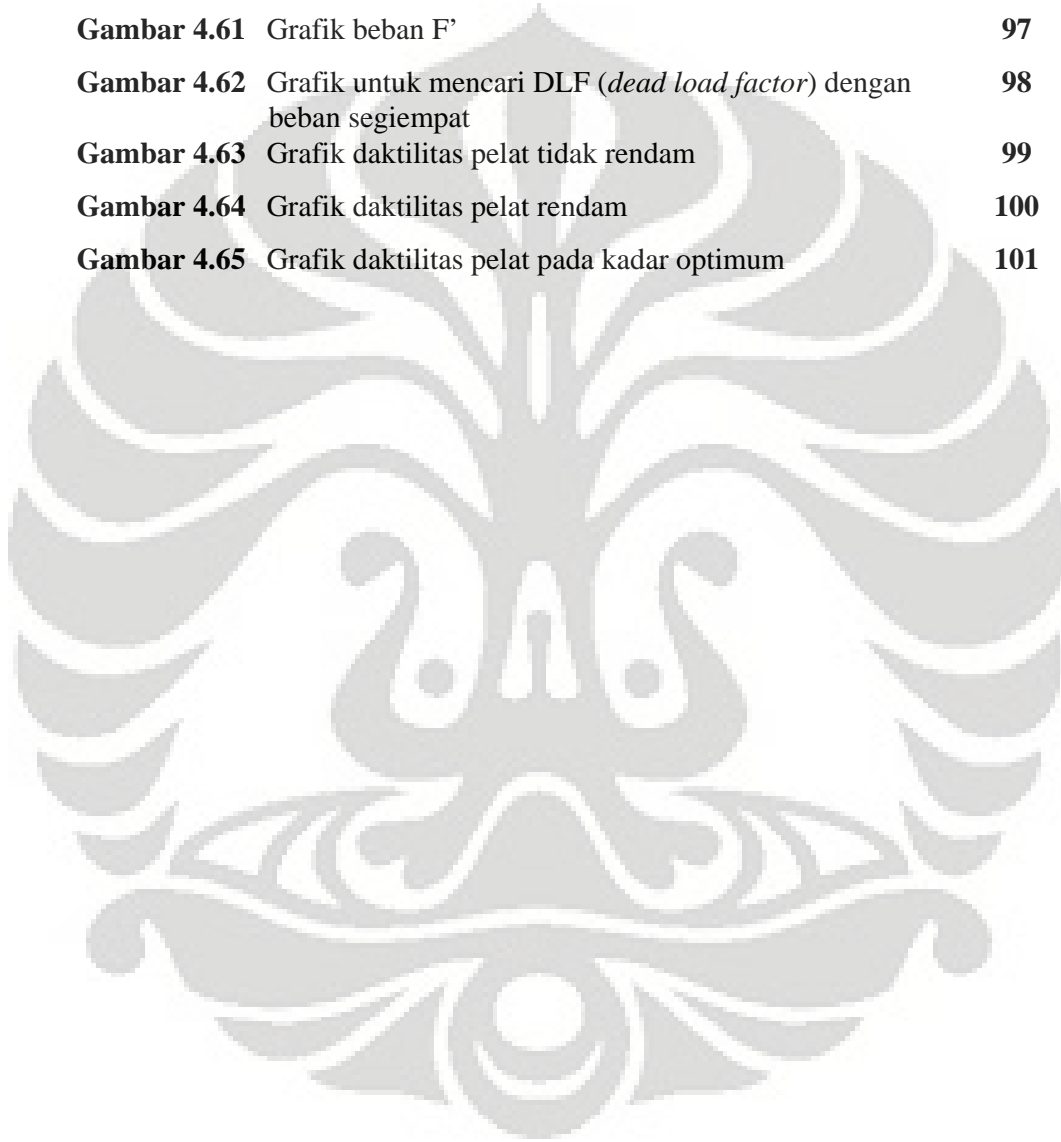 Gambar 4.61 Grafik beban F’ 97
Gambar 4.62 Grafik untuk mencari DLF (dead load factor) dengan 98
beban segiempat
Gambar 4.63 Grafik daktilitas pelat tidak rendam 99
Gambar 4.64 Grafik daktilitas pelat rendam 100
Gambar 4.65 Grafik daktilitas pelat pada kadar optimum 101